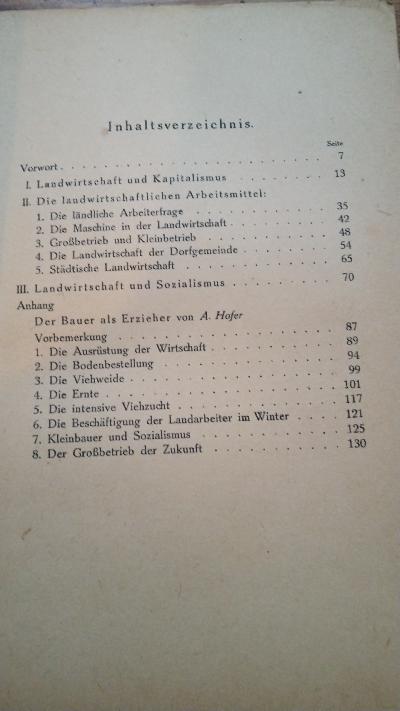 Inhaltsverzeichnis.
Seite
Vorwort . . . . . . . . . . . . . . . . . . . . . 7
I. Landwirtschaft und Kapitalismus . . . . . . . . 13
II. Die landwirtschaftlichen Arbeitsmittel:
1. Die ländliche Arbeiterfrage . . . . . . . . . . 35
2. Die Maschine in der Landwirtschaft . . . . . . . 42
3. Großbetrieb und Kleinbetrieb . . . . . . . . . . 48
4. Die Landwirtschaft der Dorfgemeinde . . . . . . 54
5. Städtische Landwirtschaft . . . . . . . . . . . 65
III. Landwirtschaft und Sozialismus . . . . . . . . 70
Anhang
Der Bauer als Erzieher von A. Hofer
Vorbemerkung . . . . . . . . . . . . . . . . . 87
1. Die Ausrüstung der Wirtschaft . . . . . . . . . 89
2. Die Bodenbestellung . . . . . . . . . . . . . . 94
3. Die Viehweide . . . . . . . . . . . . . . . . . 99
4. Die Ernte . . . . . . . . . . . . . . . . . . . 101
5. Die intensive Viehzucht . . . . . . . . . . . . 117
6. Die Beschäftigung der Landarbeiter im Winter . . . . 121
7. Kleinbauer und Sozialismus . . . . . . . . . . . 125
8. Der Großbetrieb der Zukunft . . . . . . . . . . 130